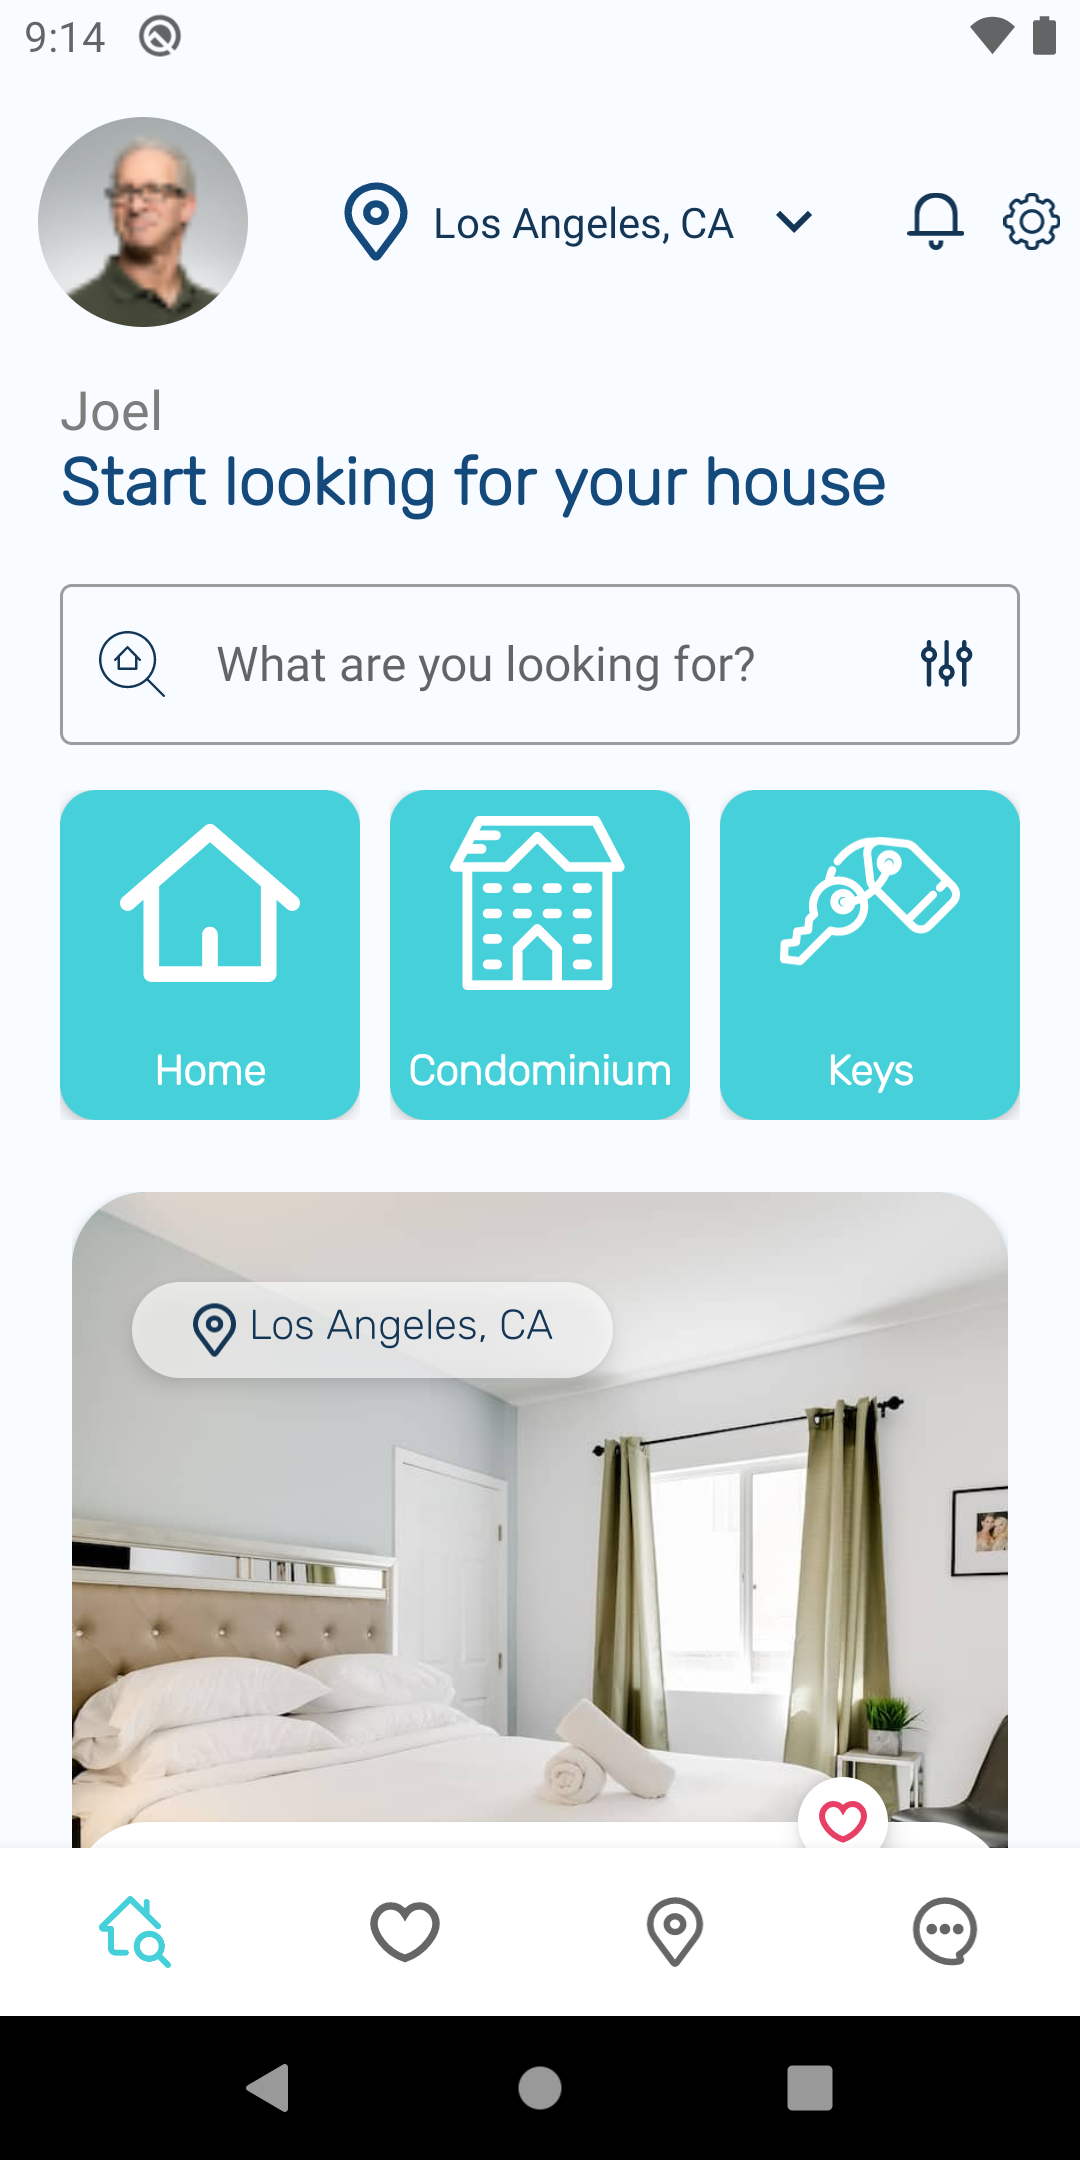 9:14
Los Angeles, CA
Joel
Start looking for your house
What are you looking for?
Home
Condominium
Keys
Los Angeles, CA